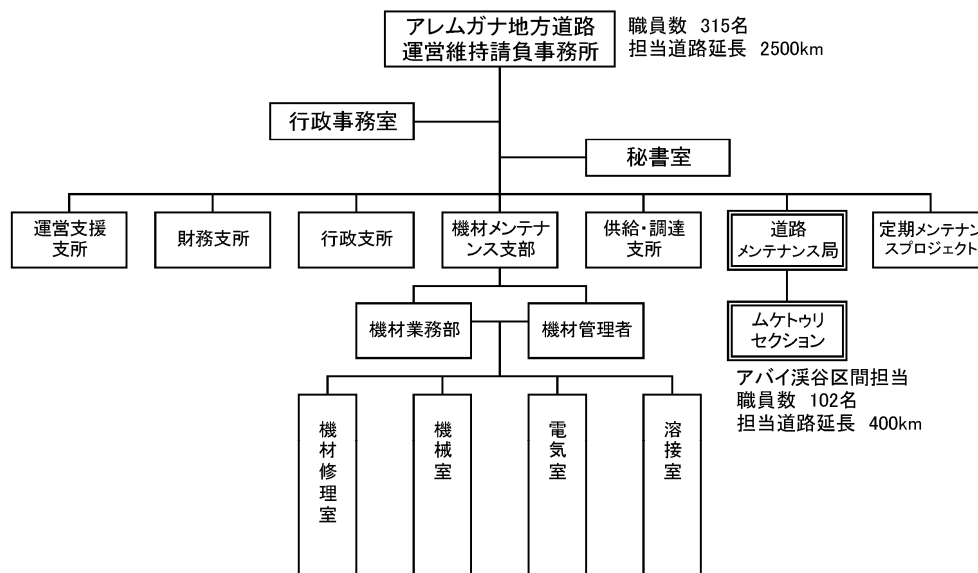 アレムガナ地方道路
運営維持請負事務所
職員数 315名
担当道路延長 2500km
行政事務室
秘書室
運営支援
支所
財務支所
行政支所
機材メンテナ
ンス支部
供給・調達
支所
道路
メンテナンス局
定期メンテナン
スプロジェクト
機材業務部
機材管理者
ムケトゥリ
セクション
アバイ渓谷区間担当
職員数 102名
担当道路延長 400km
機材修理室
機械室
電気室
溶接室